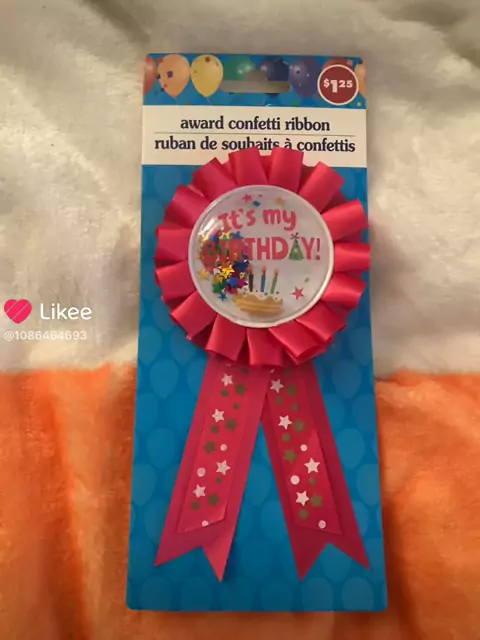 $1.25
award confetti ribbon
ruban de souhaits à confettis
It's my
BIRTHDAY!
Likee
@1086464693